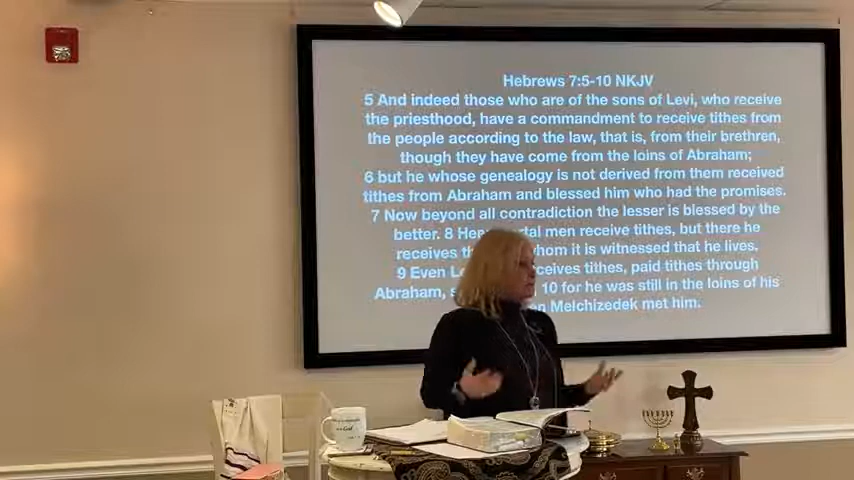 Hebrews 7:5-10 NKJV
5 And indeed those who are of the sons of Levi, who receive
the priesthood, have a commandment to receive tithes from
the people according to the law, that is, from their brethren,
though they have come from the loins of Abraham;
6 but he whose genealogy is not derived from them received
tithes from Abraham and blessed him who had the promises.
7 Now beyond all contradiction the lesser is blessed by the
better. 8 He tal men receive tithes, but there he
receives whom it is witnessed that he lives.
9 Even eceives tithes, paid tithes through
Abraham, 10 for he was still in the loins of his
Melchizedek met him.